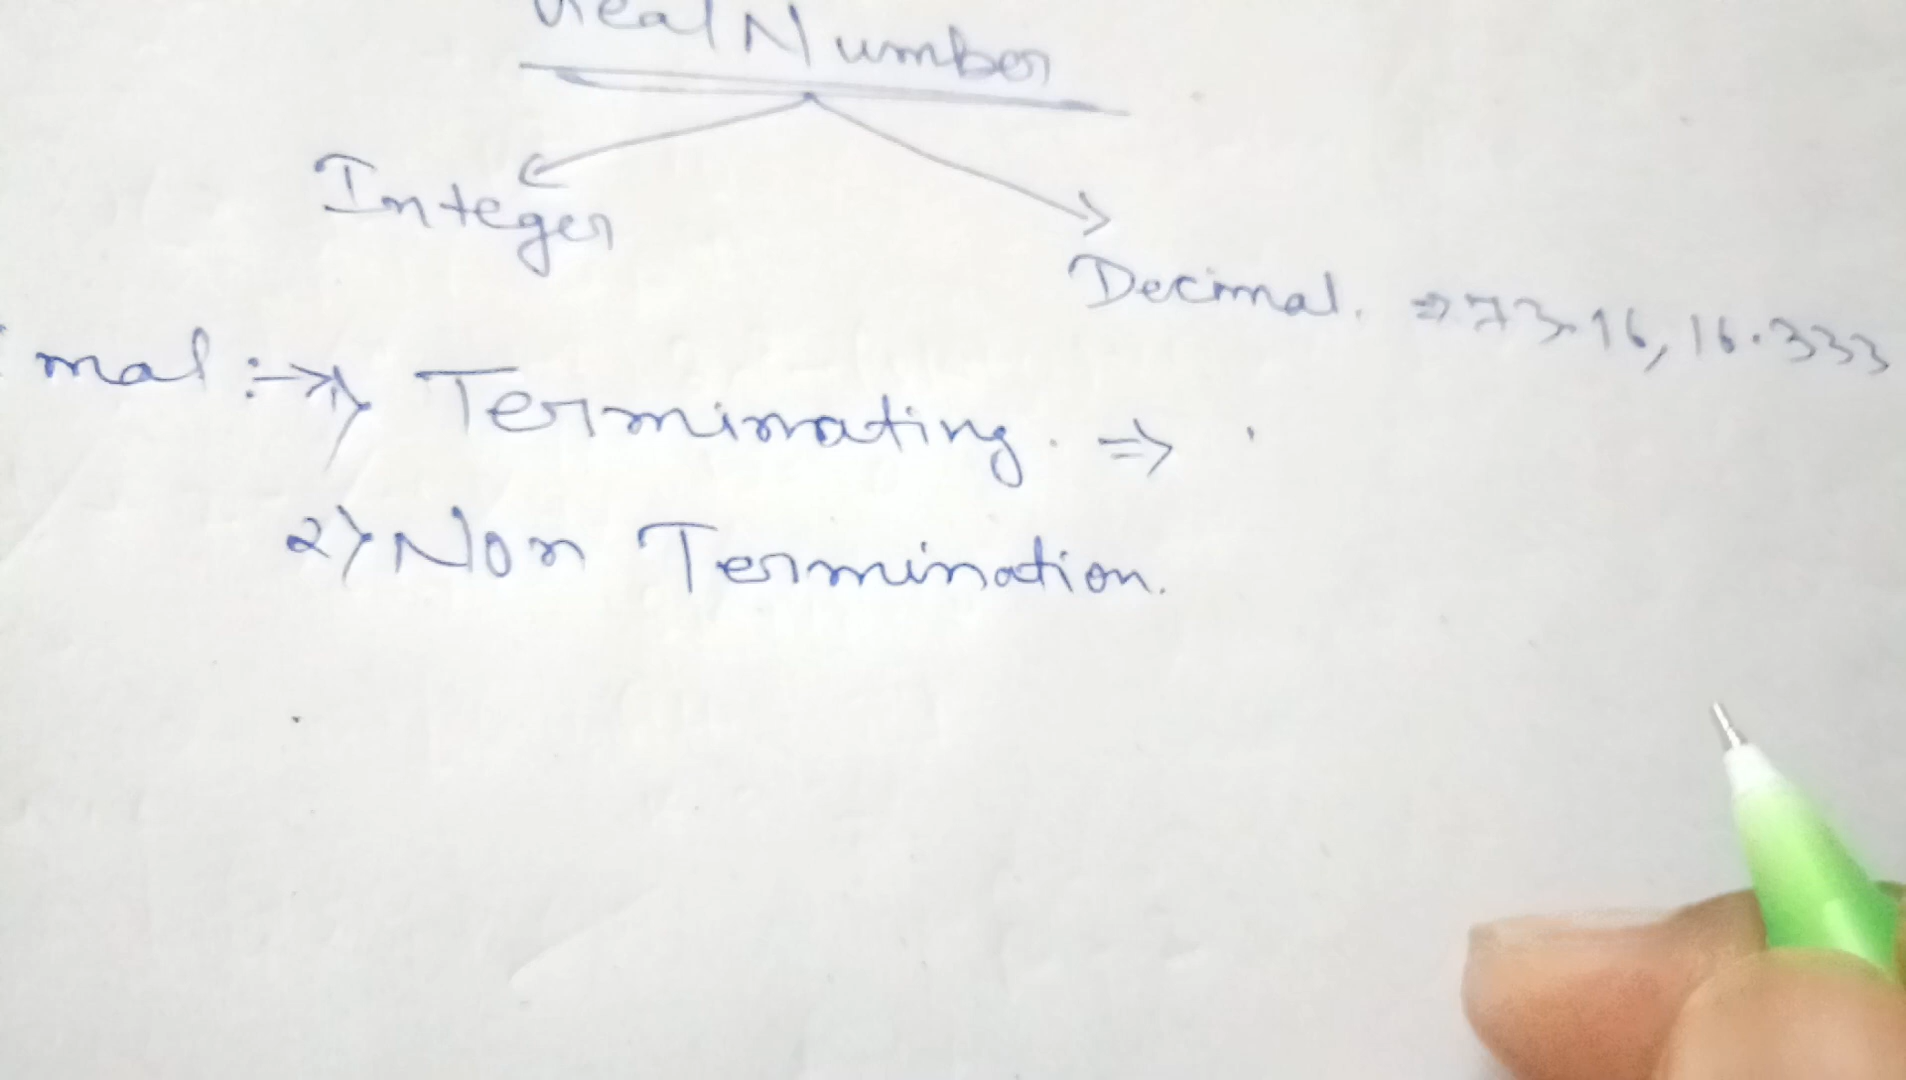 Real Number
Integer
Decimal. ⇒ 73.16, 16.333
mal :→ 1) Terminating. ⇒
2) Non Termination.